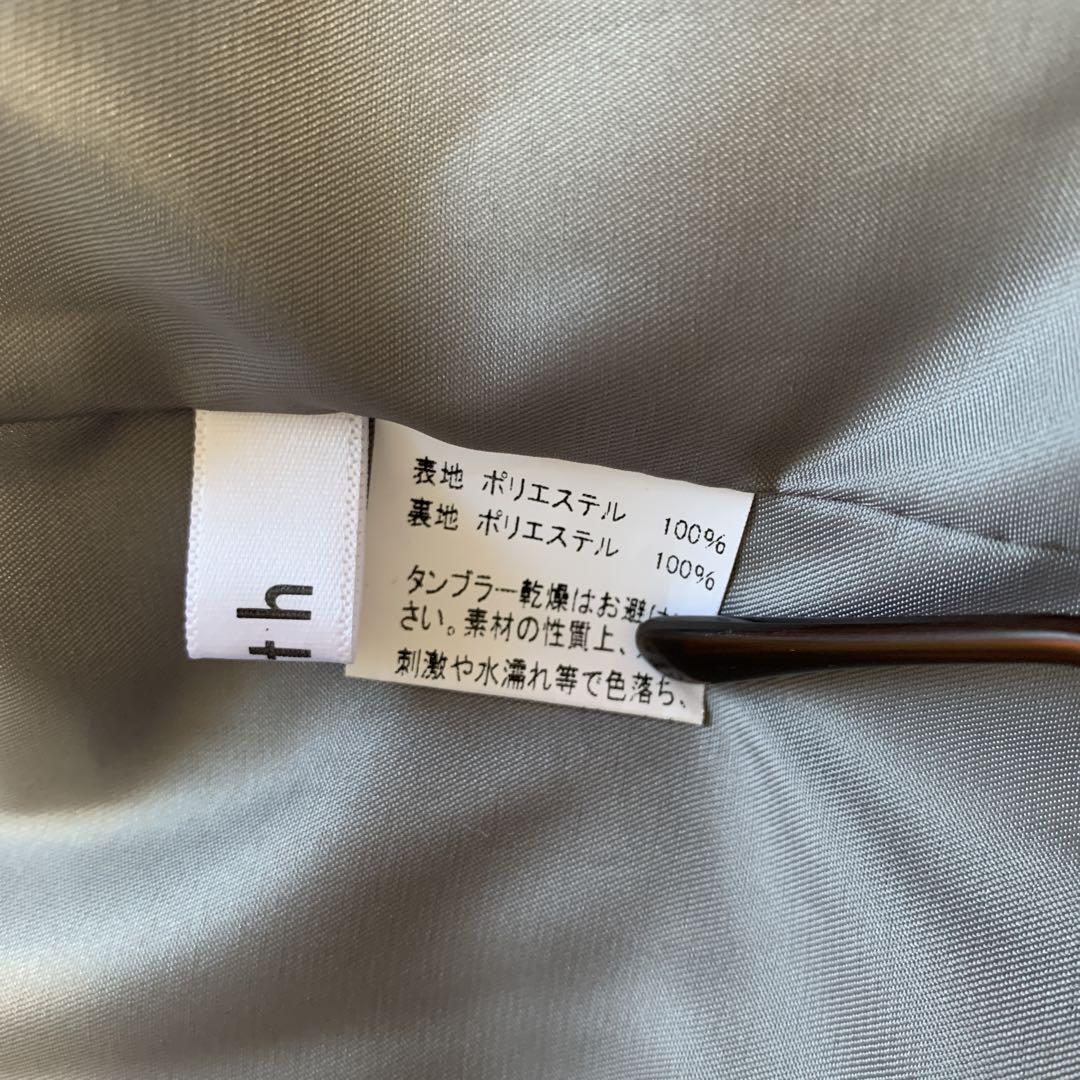 表地 ポリエステル 100%
裏地 ポリエステル 100%
タンブラー乾燥はお避け
さい。素材の性質上、
刺激や水濡れ等で色落ち、
th